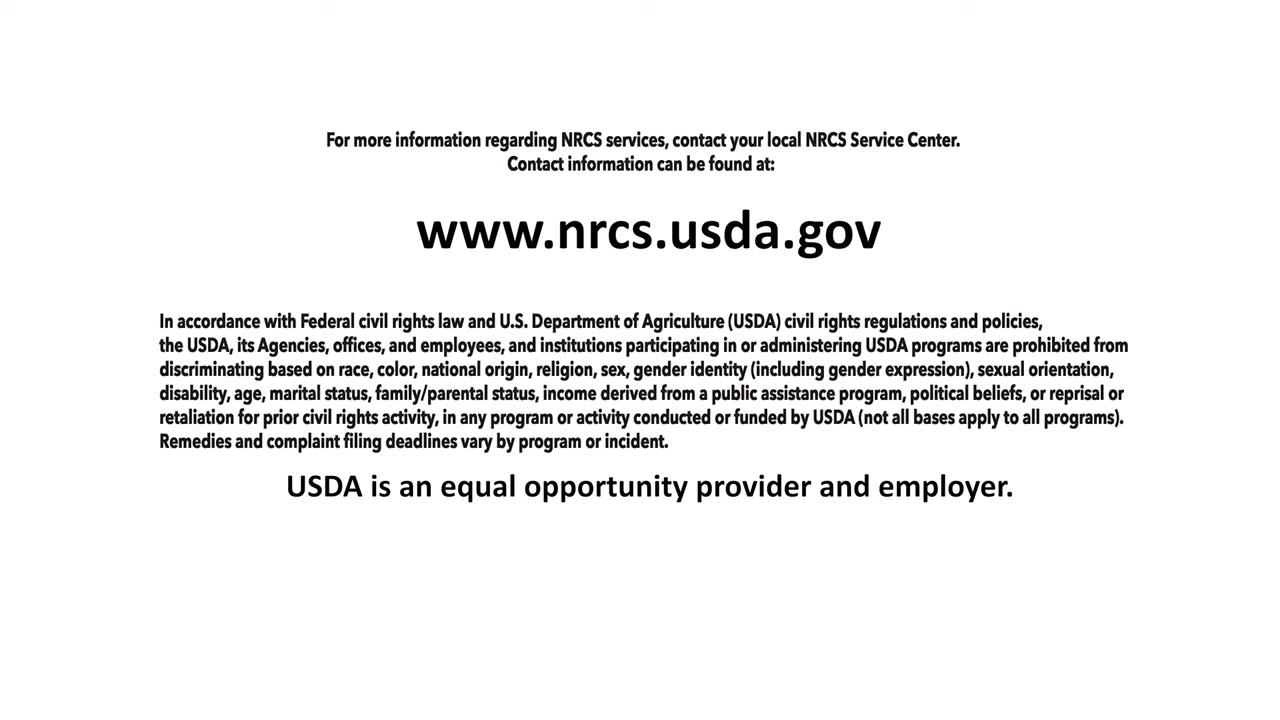 For more information regarding NRCS services, contact your local NRCS Service Center.
Contact information can be found at:
www.nrcs.usda.gov
In accordance with Federal civil rights law and U.S. Department of Agriculture (USDA) civil rights regulations and policies,
the USDA, its Agencies, offices, and employees, and institutions participating in or administering USDA programs are prohibited from
discriminating based on race, color, national origin, religion, sex, gender identity (including gender expression), sexual orientation,
disability, age, marital status, family/parental status, income derived from a public assistance program, political beliefs, or reprisal or
retaliation for prior civil rights activity, in any program or activity conducted or funded by USDA (not all bases apply to all programs).
Remedies and complaint filing deadlines vary by program or incident.
USDA is an equal opportunity provider and employer.